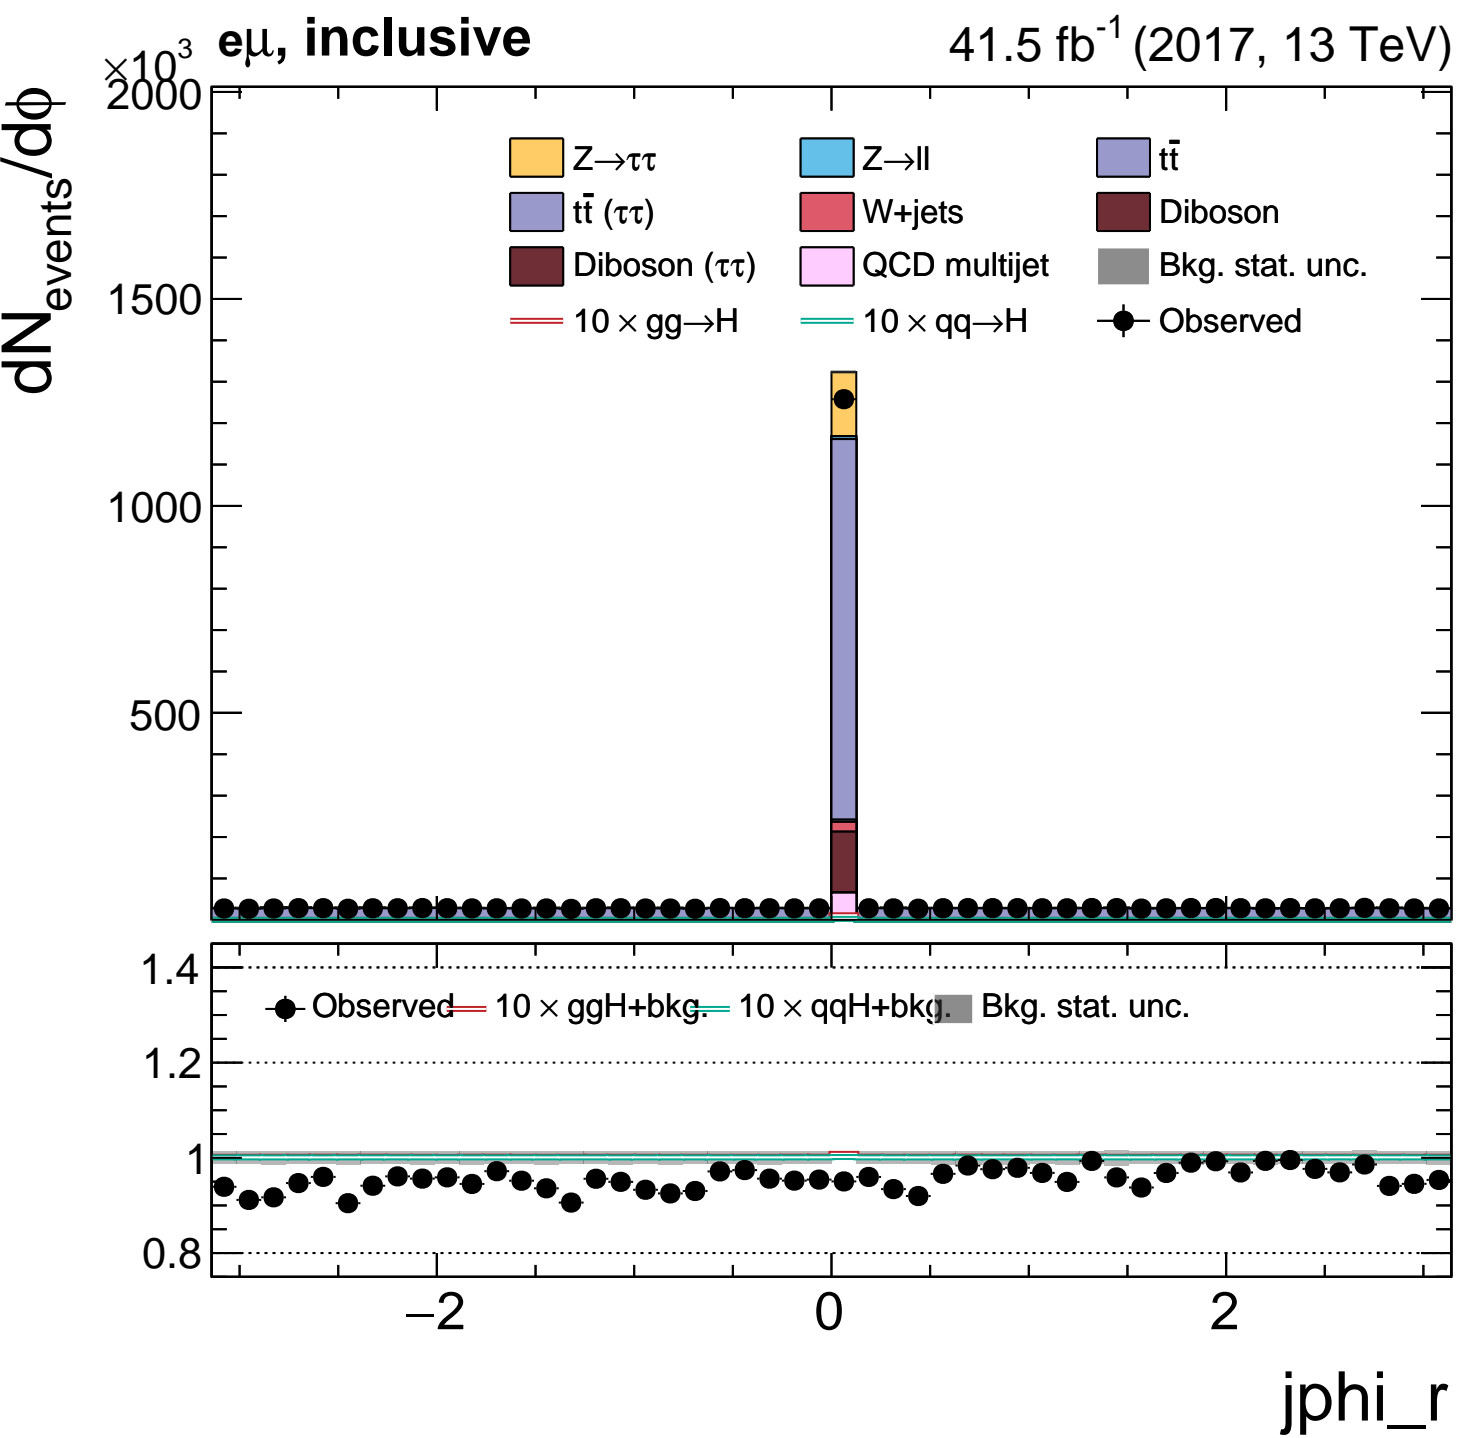 eμ, inclusive 41.5 fb⁻¹ (2017, 13 TeV)
×10³
dN_events/dϕ
2000
1500
1000
500
Z→ττ Z→ll tt̄
tt̄ (ττ) W+jets Diboson
Diboson (ττ) QCD multijet Bkg. stat. unc.
10 × gg→H 10 × qq→H Observed
1.4
1.2
1
0.8
Observed 10 × ggH+bkg. 10 × qqH+bkg. Bkg. stat. unc.
−2 0 2
jphi_r